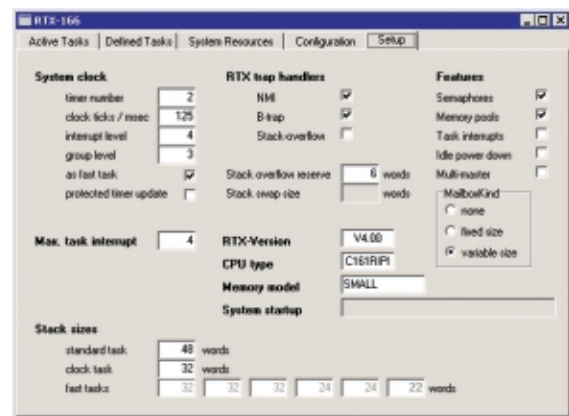 RTX-166
Active Tasks Defined Tasks System Resources Configuration Setup
System clock
timer number 2
clock ticks / msec 125
interrupt level 4
group level 3
as fast task
protected timer update
Max. task interrupt 4
RTX trap handlers
NMI
B-trap
Stack-overflow
Stack overflow reserve 6 words
Stack swap size words
RTX-Version V4.00
CPU type C161RIPI
Memory model SMALL
System startup
Features
Semaphores
Memory pools
Task interrupts
Idle power down
Multi-master
MailboxKind
none
fixed size
variable size
Stack sizes
standard task 48 words
clock task 32 words
fast tasks 32 32 32 24 24 22 words